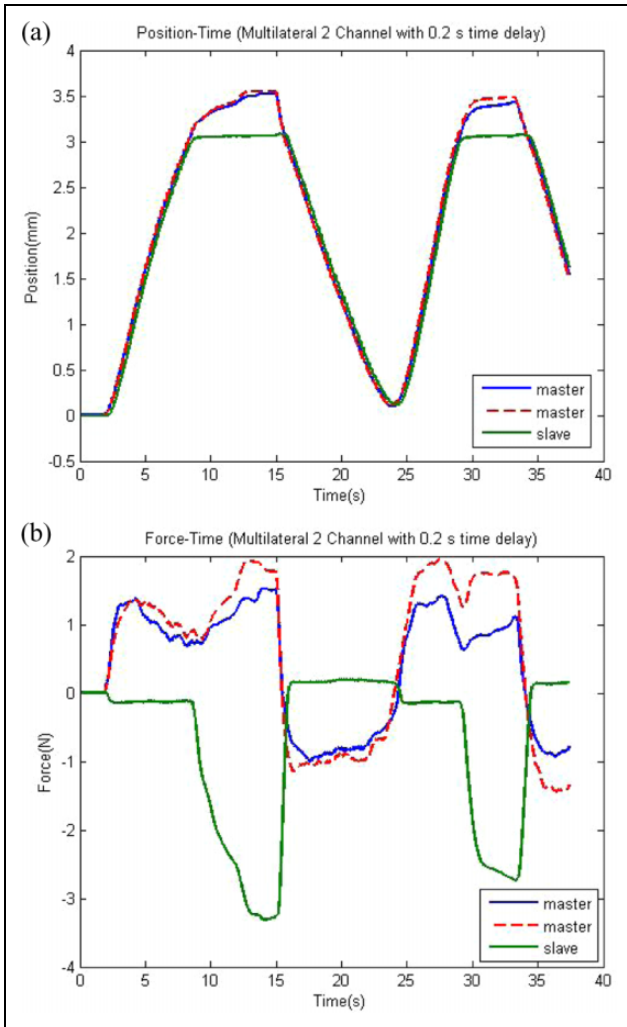 (a)
Position-Time (Multilateral 2 Channel with 0.2 s time delay)
4
3.5
3
2.5
2
1.5
1
0.5
0
-0.5
Position(mm)
master
master
slave
0 5 10 15 20 25 30 35 40
Time(s)
(b)
Force-Time (Multilateral 2 Channel with 0.2 s time delay)
2
1
0
-1
-2
-3
-4
Force(N)
master
master
slave
0 5 10 15 20 25 30 35 40
Time(s)